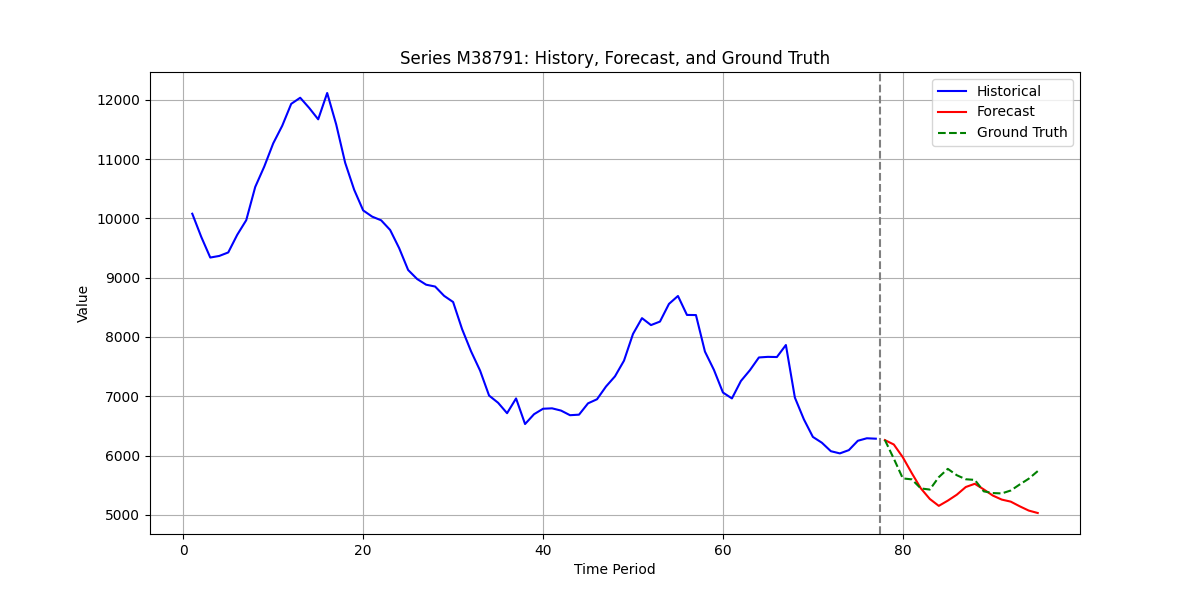 Series M38791: History, Forecast, and Ground Truth
Historical
Forecast
Ground Truth
12000
11000
10000
9000
8000
7000
6000
5000
Value
0
20
40
60
80
Time Period